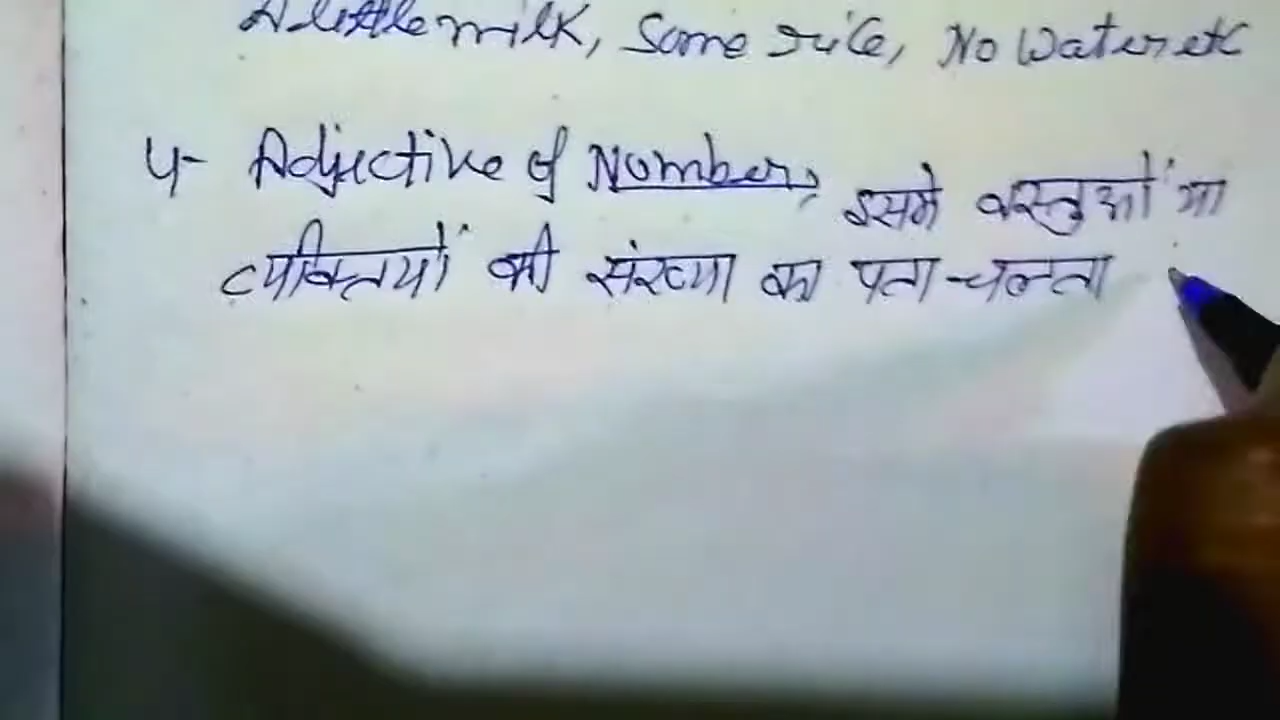 A little milk, Some rice, No water etc
4- Adjective of Number, इसमे वस्तुओं या
व्यक्तियों की संख्या का पता चलता